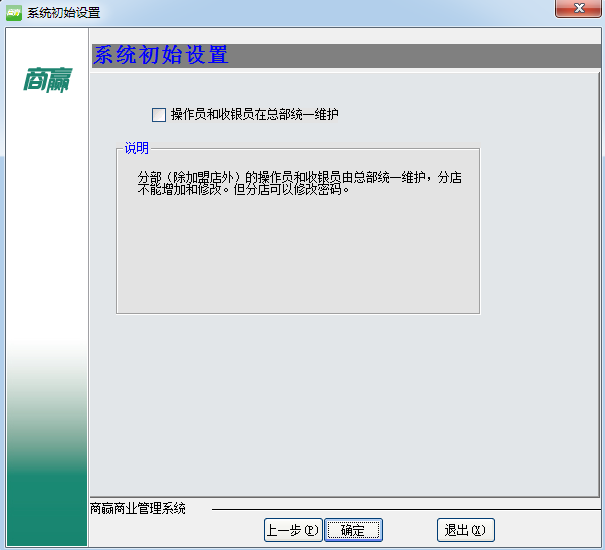 系统初始设置
系统初始设置
商赢
操作员和收银员在总部统一维护
说明
分部（除加盟店外）的操作员和收银员由总部统一维护，分店
不能增加和修改。但分店可以修改密码。
商赢商业管理系统
上一步(P) 确定 退出(X)